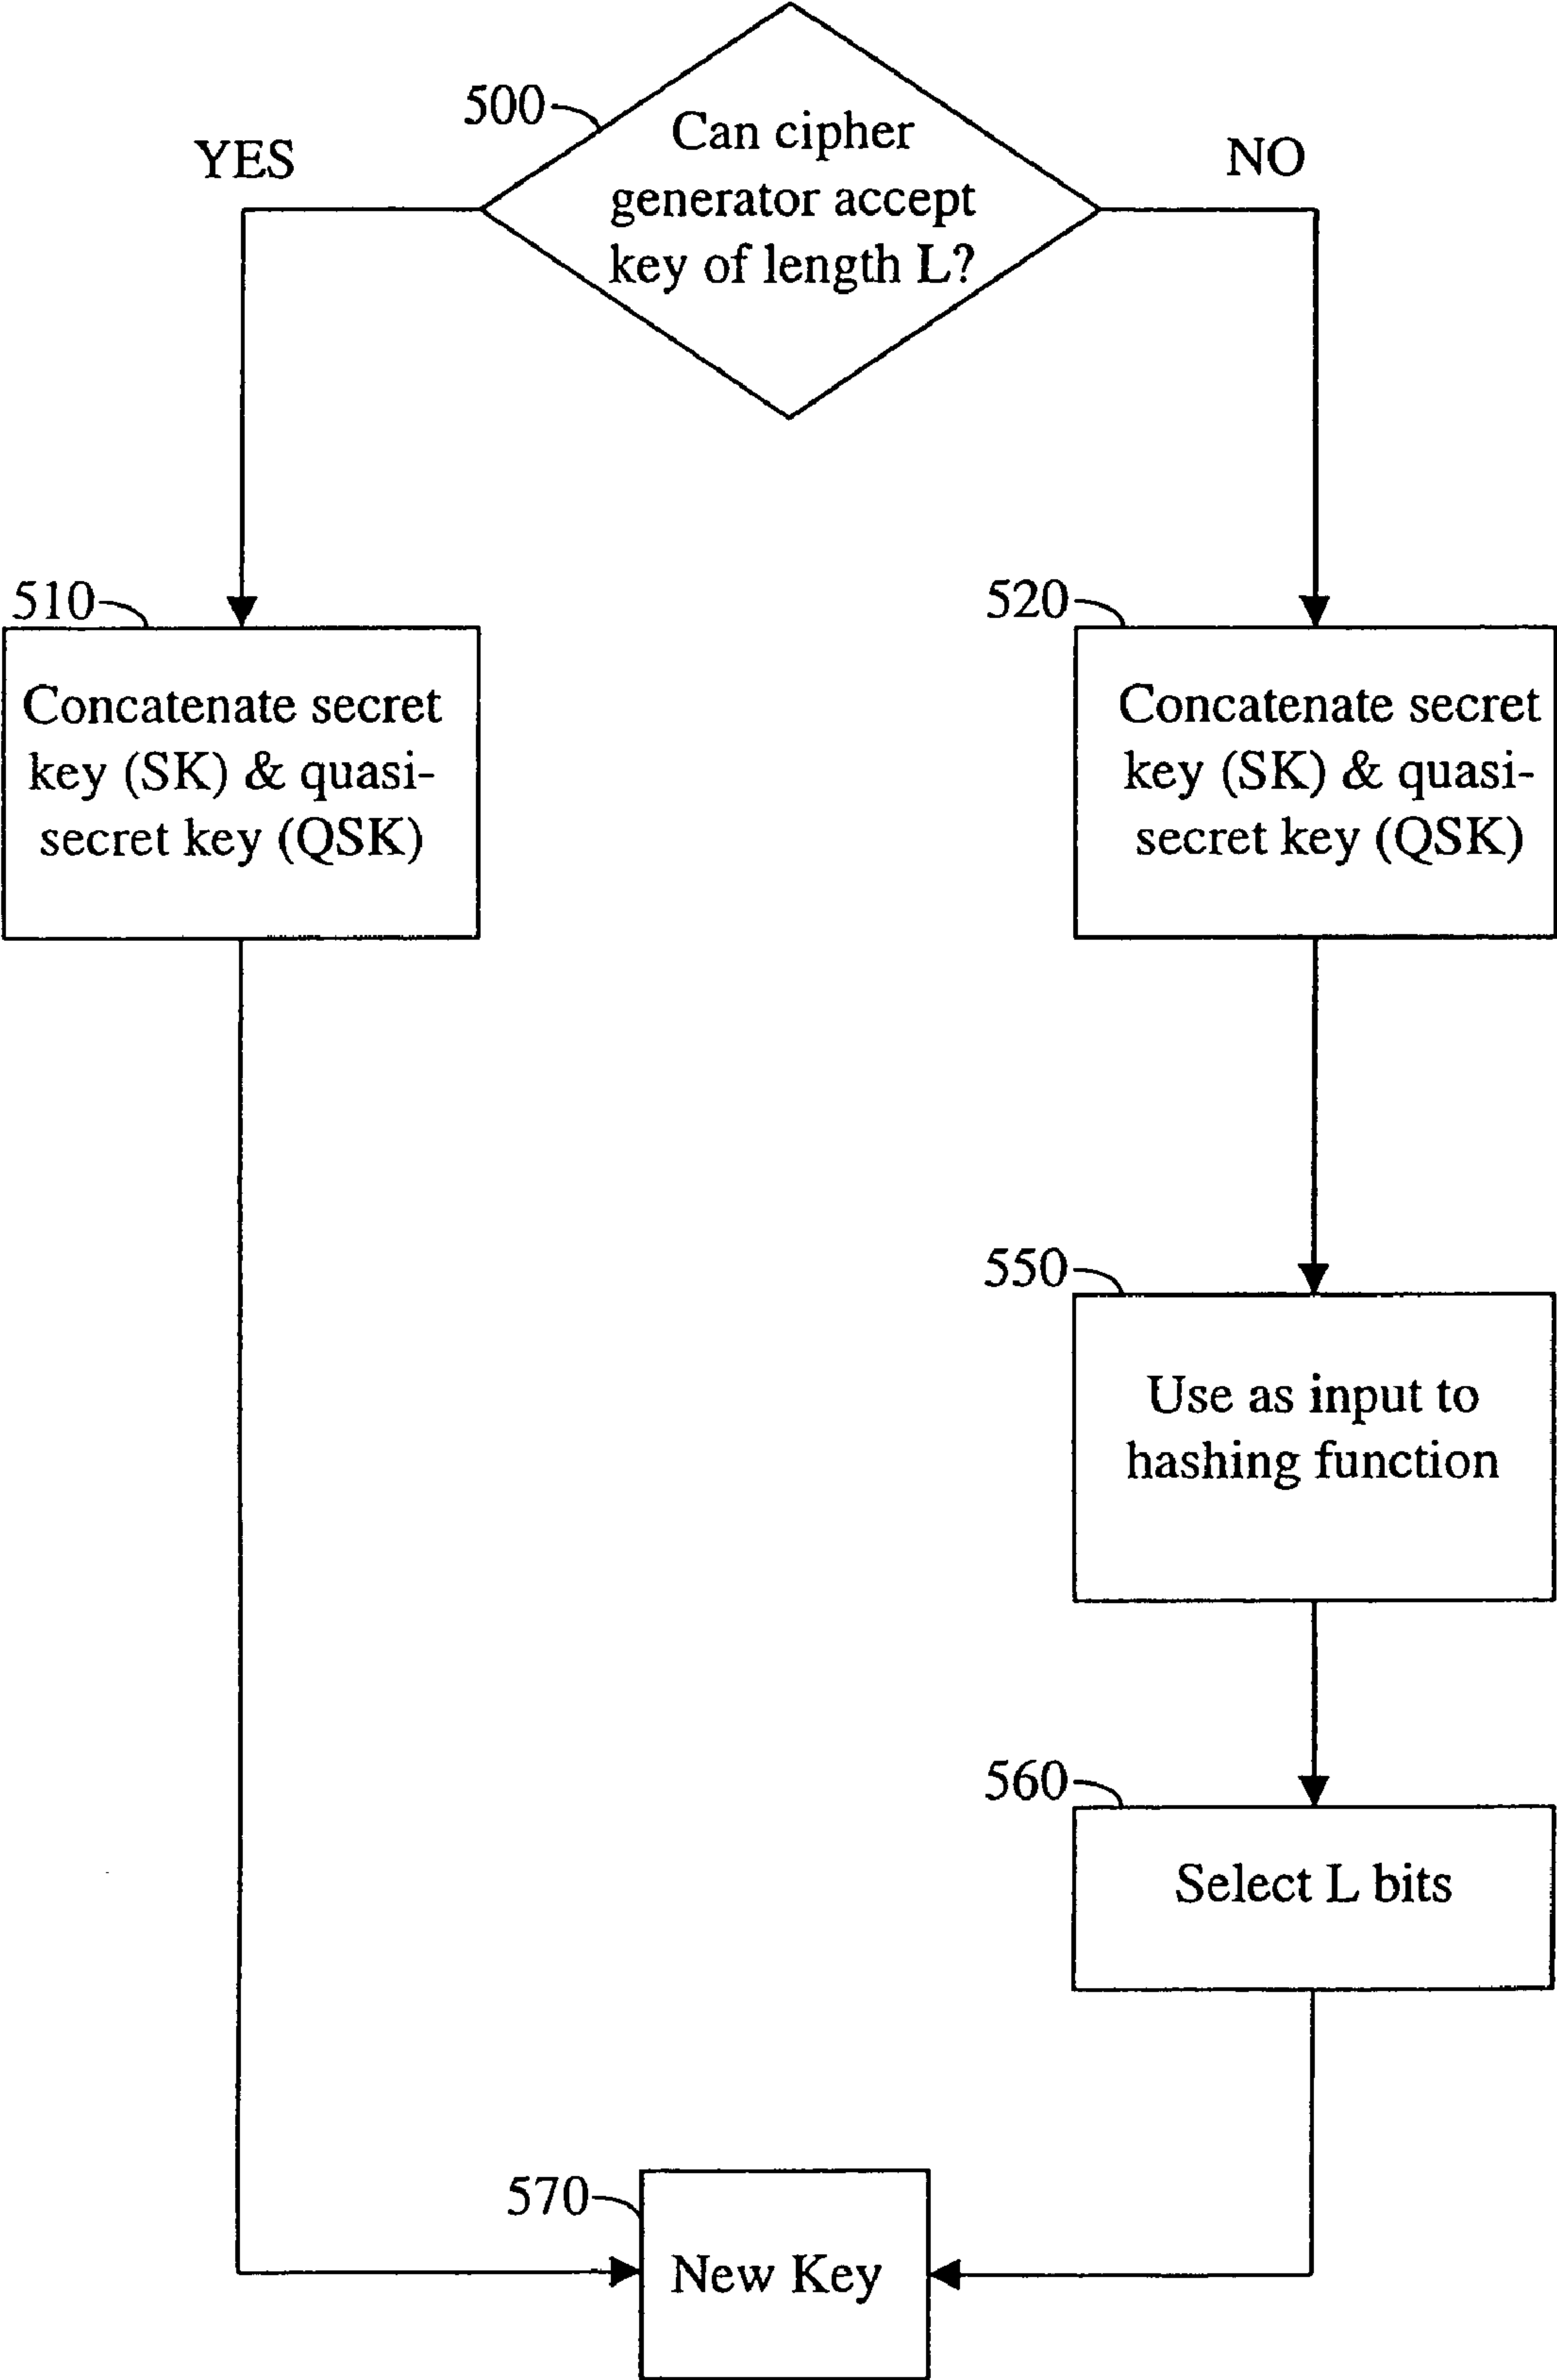 500
Can cipher
generator accept
key of length L?
YES
NO
510
Concatenate secret
key (SK) & quasi-
secret key (QSK)
520
Concatenate secret
key (SK) & quasi-
secret key (QSK)
550
Use as input to
hashing function
560
Select L bits
570
New Key